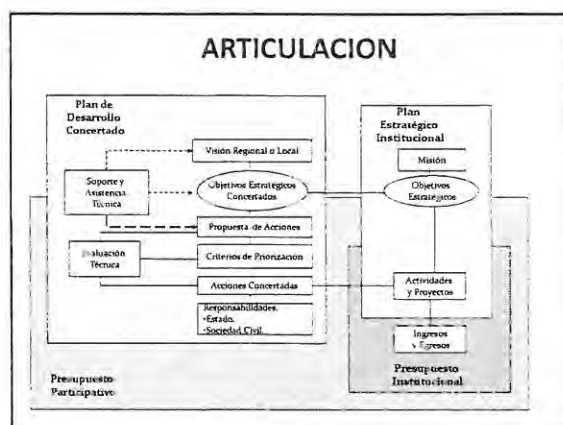 ARTICULACION
Plan de
Desarrollo
Concertado
Visión Regional o Local
Soporte y
Asistencia
Técnica
Objetivos Estratégicos
Concertados
Propuesta de Acciones
Evaluación
Técnica
Criterios de Priorización
Acciones Concertadas
Responsabilidades.
•Estado.
•Sociedad Civil.
Presupuesto
Participativo
Plan
Estratégico
Institucional
Misión
Objetivos
Estratégicos
Actividades
y Proyectos
Ingresos
y Egresos
Presupuesto
Institucional